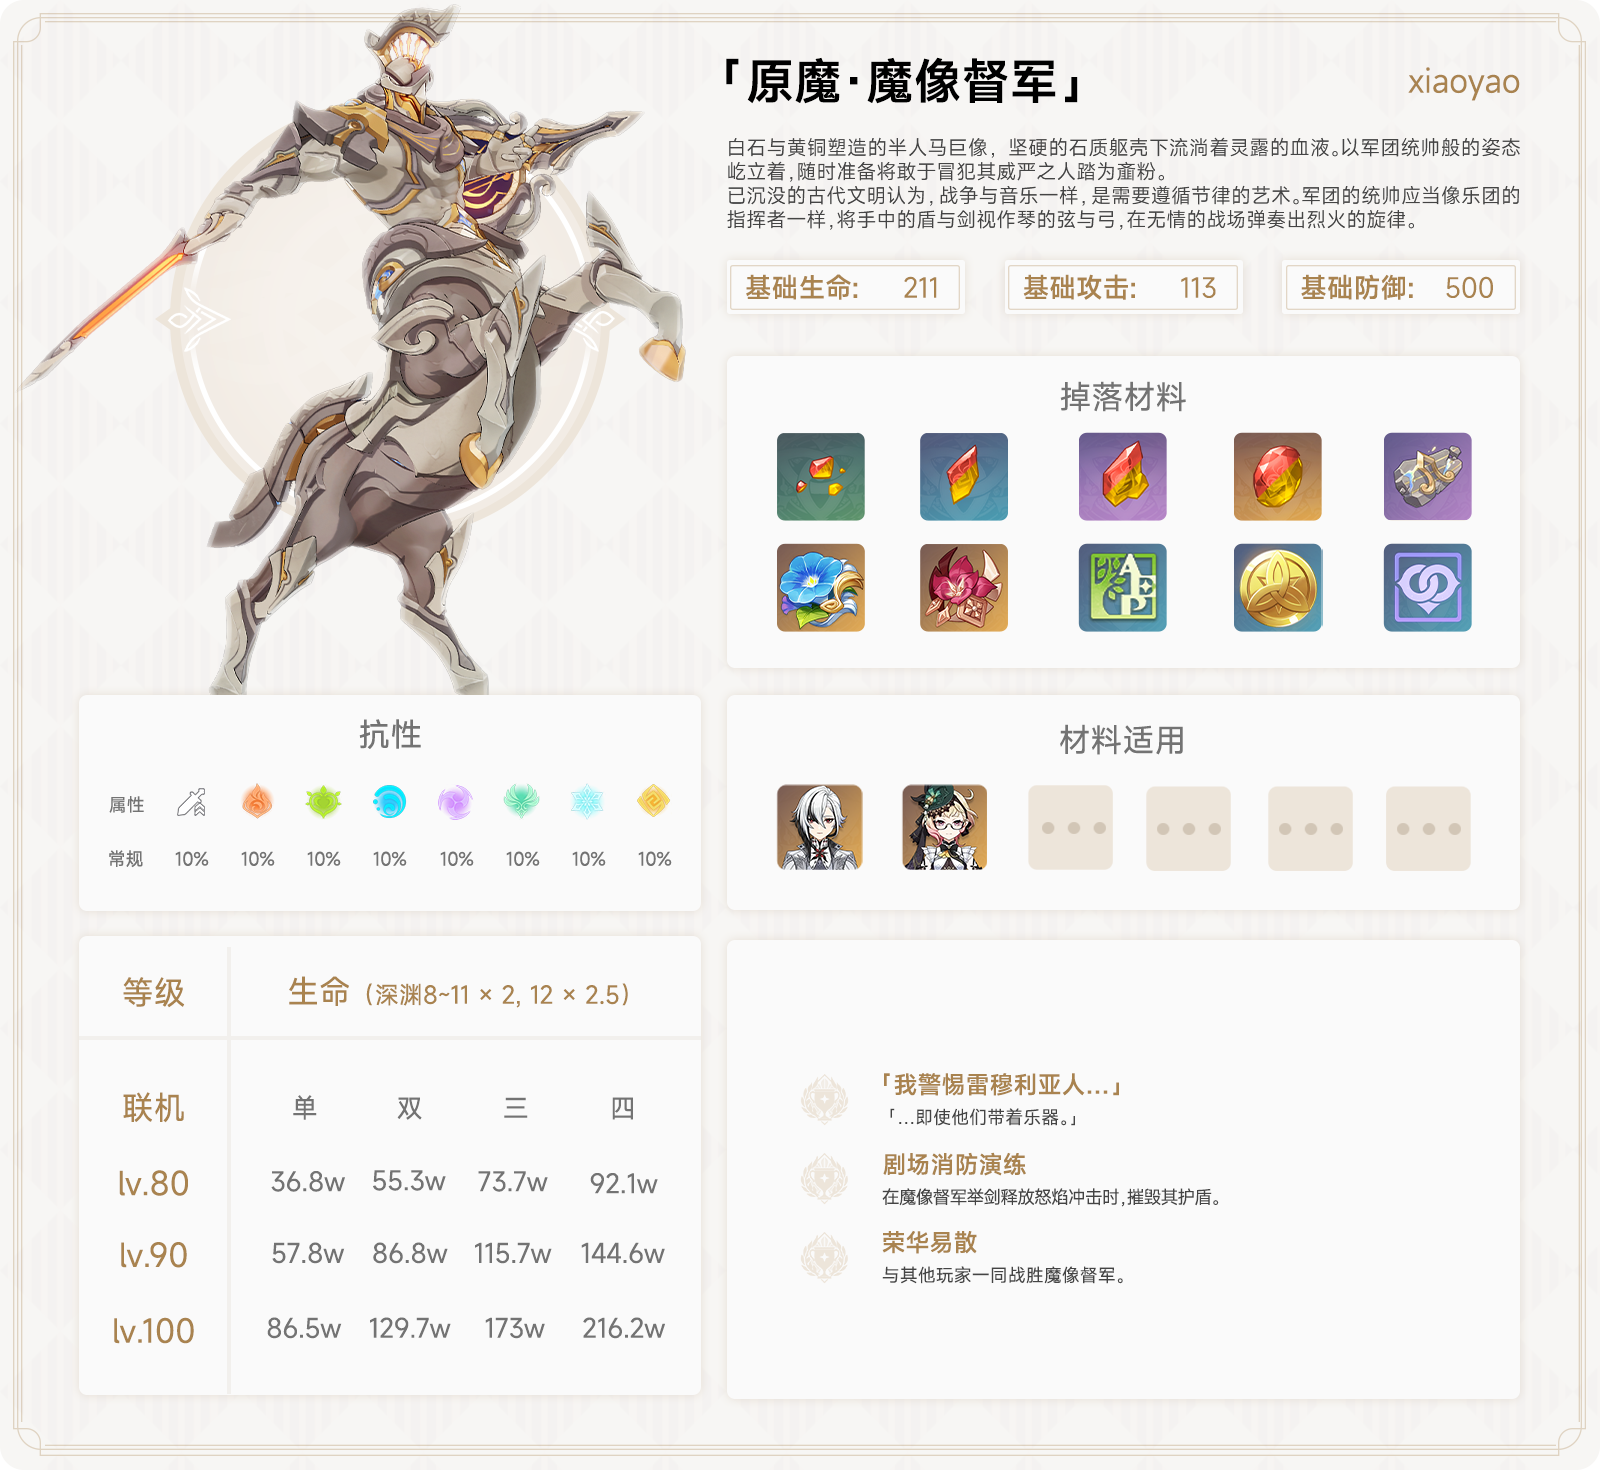 「原魔·魔像督军」
xiaoyao
白石与黄铜塑造的半人马巨像，坚硬的石质躯壳下流淌着灵露的血液。以军团统帅般的姿态
屹立着,随时准备将敢于冒犯其威严之人踏为齑粉。
已沉没的古代文明认为,战争与音乐一样,是需要遵循节律的艺术。军团的统帅应当像乐团的
指挥者一样,将手中的盾与剑视作琴的弦与弓,在无情的战场弹奏出烈火的旋律。
基础生命: 211
基础攻击: 113
基础防御: 500
掉落材料
AEP
抗性
属性
常规 10% 10% 10% 10% 10% 10% 10% 10%
材料适用
等级 生命 (深渊8~11 × 2, 12 × 2.5)
联机 单 双 三 四
lv.80 36.8w 55.3w 73.7w 92.1w
lv.90 57.8w 86.8w 115.7w 144.6w
lv.100 86.5w 129.7w 173w 216.2w
「我警惕雷穆利亚人...」
「...即使他们带着乐器。」
剧场消防演练
在魔像督军举剑释放怒焰冲击时,摧毁其护盾。
荣华易散
与其他玩家一同战胜魔像督军。